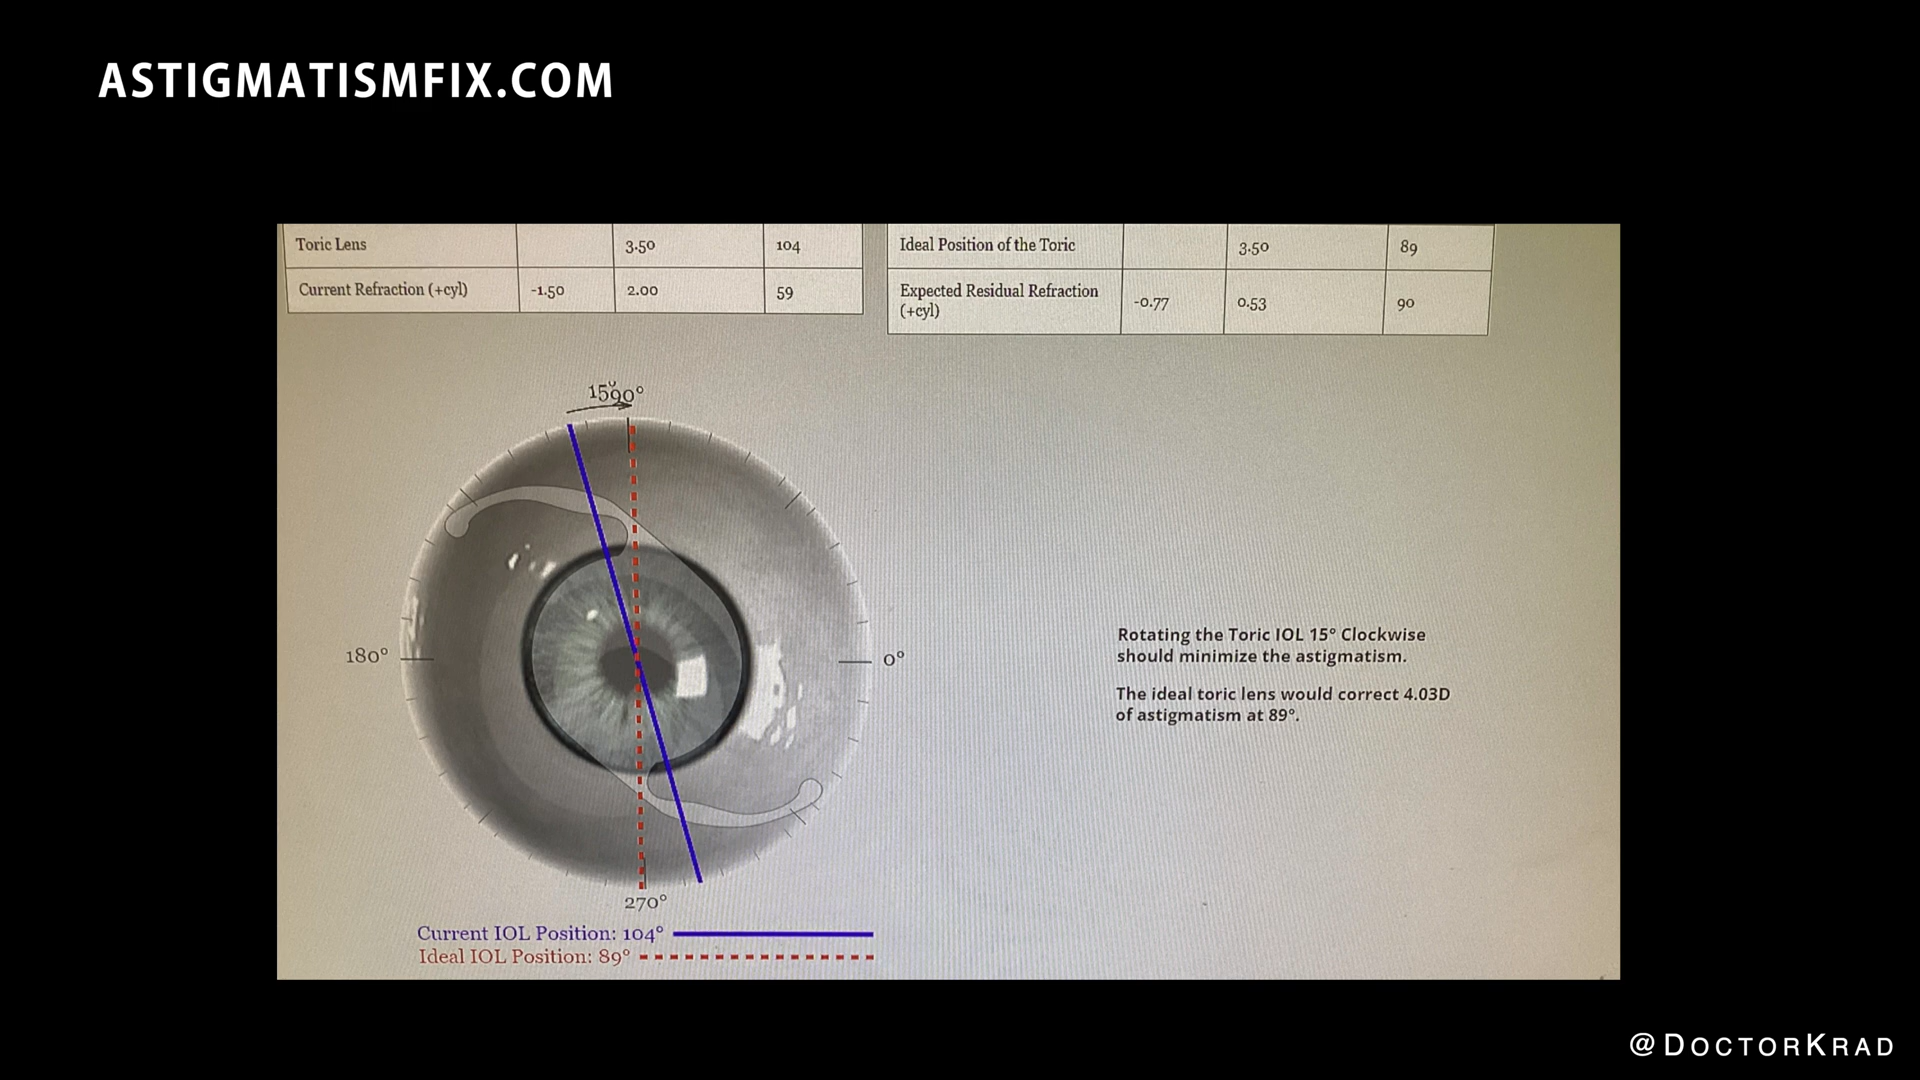 ASTIGMATISMFIX.COM
Toric Lens 3.50 104
Current Refraction (+cyl) -1.50 2.00 59
Ideal Position of the Toric 3.50 89
Expected Residual Refraction
(+cyl) -0.77 0.53 90
15° 90°
180°
0°
270°
Current IOL Position: 104°
Ideal IOL Position: 89°
Rotating the Toric IOL 15° Clockwise
should minimize the astigmatism.
The ideal toric lens would correct 4.03D
of astigmatism at 89°.
@DOCTORKRAD